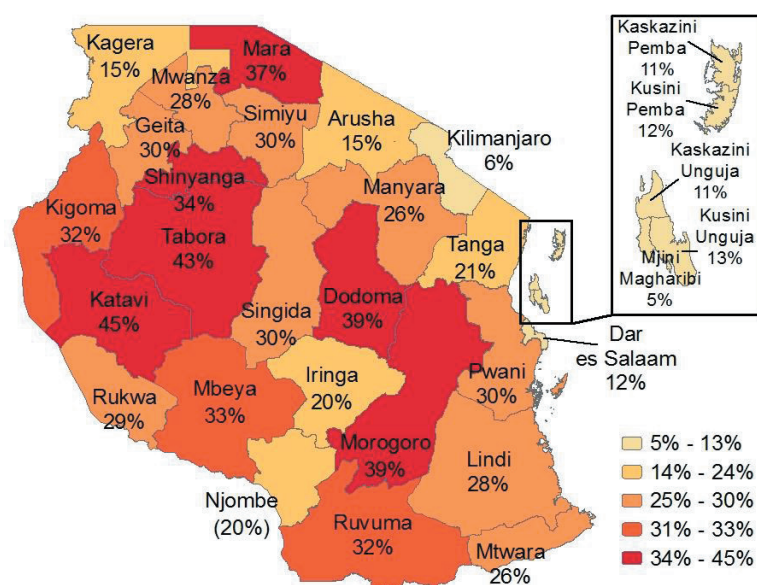 Kagera
15%
Mara
37%
Mwanza
28%
Geita
30%
Simiyu
30%
Arusha
15%
Kilimanjaro
6%
Shinyanga
34%
Kigoma
32%
Tabora
43%
Manyara
26%
Tanga
21%
Katavi
45%
Singida
30%
Dodoma
39%
Dar
es Salaam
12%
Rukwa
29%
Mbeya
33%
Iringa
20%
Pwani
30%
Morogoro
39%
Lindi
28%
Njombe
(20%)
Ruvuma
32%
Mtwara
26%
Kaskazini
Pemba
11%
Kusini
Pemba
12%
Kaskazini
Unguja
11%
Kusini
Unguja
13%
Mjini
Magharibi
5%
5% - 13%
14% - 24%
25% - 30%
31% - 33%
34% - 45%